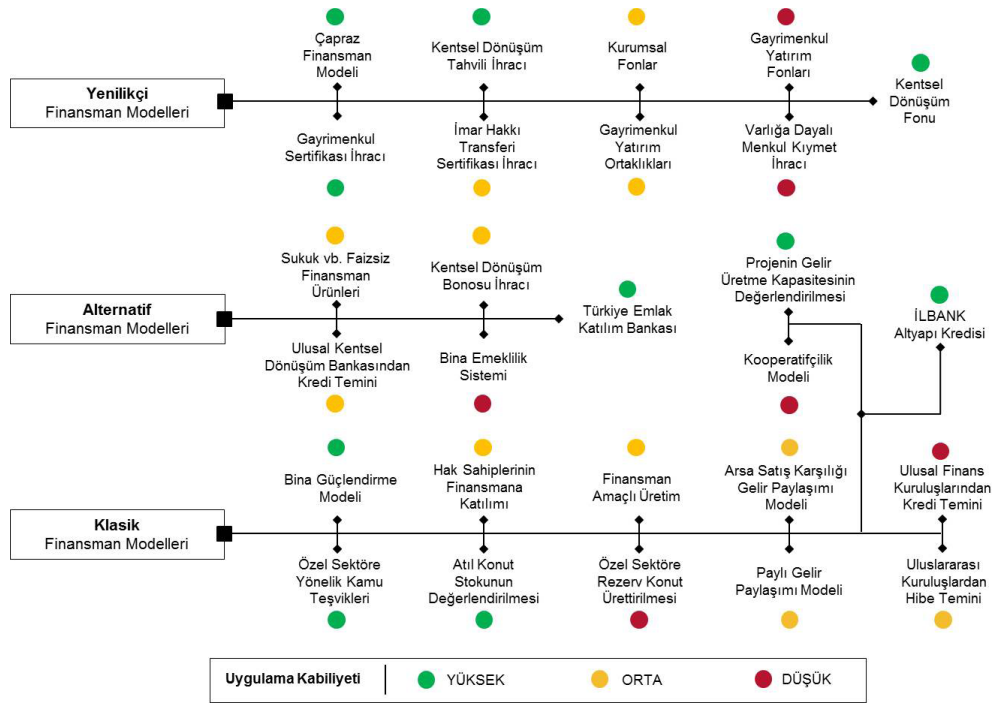 Çapraz
Finansman
Modeli
Kentsel Dönüşüm
Tahvili İhracı
Kurumsal
Fonlar
Gayrimenkul
Yatırım
Fonları
Kentsel
Dönüşüm
Fonu
Yenilikçi
Finansman Modelleri
Gayrimenkul
Sertifikası İhracı
İmar Hakkı
Transferi
Sertifikası İhracı
Gayrimenkul
Yatırım
Ortaklıkları
Varlığa Dayalı
Menkul Kıymet
İhracı
Sukuk vb. Faizsiz
Finansman
Ürünleri
Kentsel Dönüşüm
Bonosu İhracı
Türkiye Emlak
Katılım Bankası
Projenin Gelir
Üretme Kapasitesinin
Değerlendirilmesi
İLBANK
Altyapı Kredisi
Alternatif
Finansman Modelleri
Ulusal Kentsel
Dönüşüm Bankasından
Kredi Temini
Bina Emeklilik
Sistemi
Kooperatifçilik
Modeli
Bina Güçlendirme
Modeli
Hak Sahiplerinin
Finansmana
Katılımı
Finansman
Amaçlı Üretim
Arsa Satış Karşılığı
Gelir Paylaşımı
Modeli
Ulusal Finans
Kuruluşlarından
Kredi Temini
Klasik
Finansman Modelleri
Özel Sektöre
Yönelik Kamu
Teşvikleri
Atıl Konut
Stokunun
Değerlendirilmesi
Özel Sektöre
Rezerv Konut
Ürettirilmesi
Paylı Gelir
Paylaşımı Modeli
Uluslararası
Kuruluşlardan
Hibe Temini
Uygulama Kabiliyeti
YÜKSEK
ORTA
DÜŞÜK